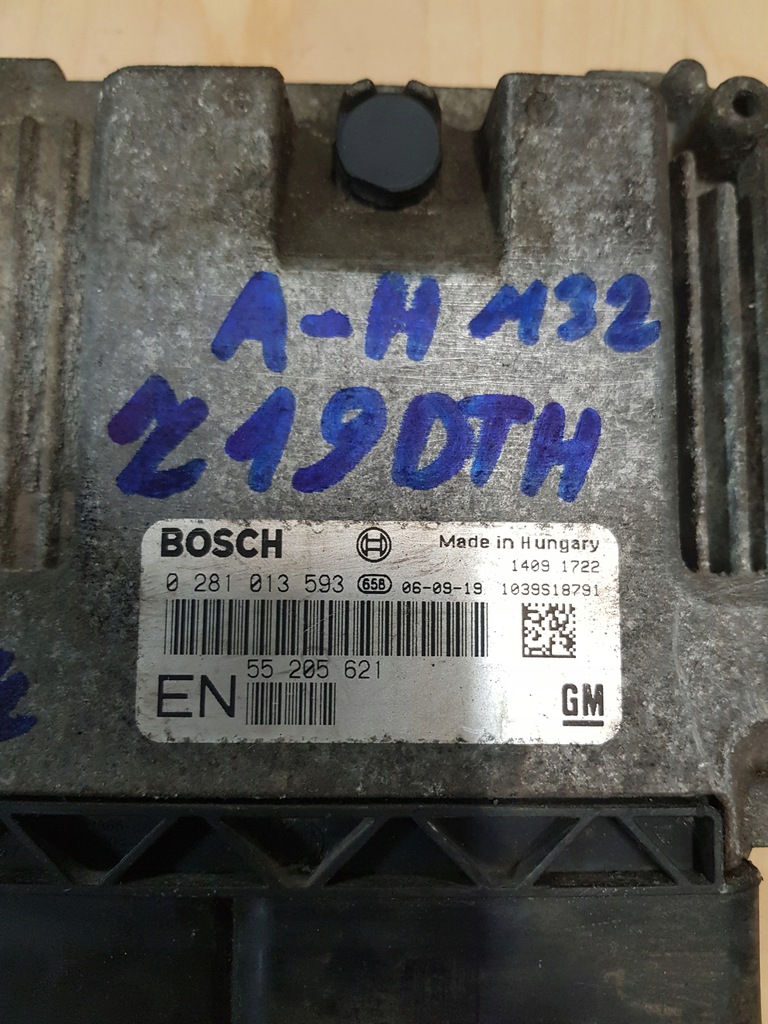 A-H M32
Z19DTH
BOSCH Made in Hungary
1409 1722
0 281 013 593 658 06-09-19 1039S18791
55 205 621
EN
GM